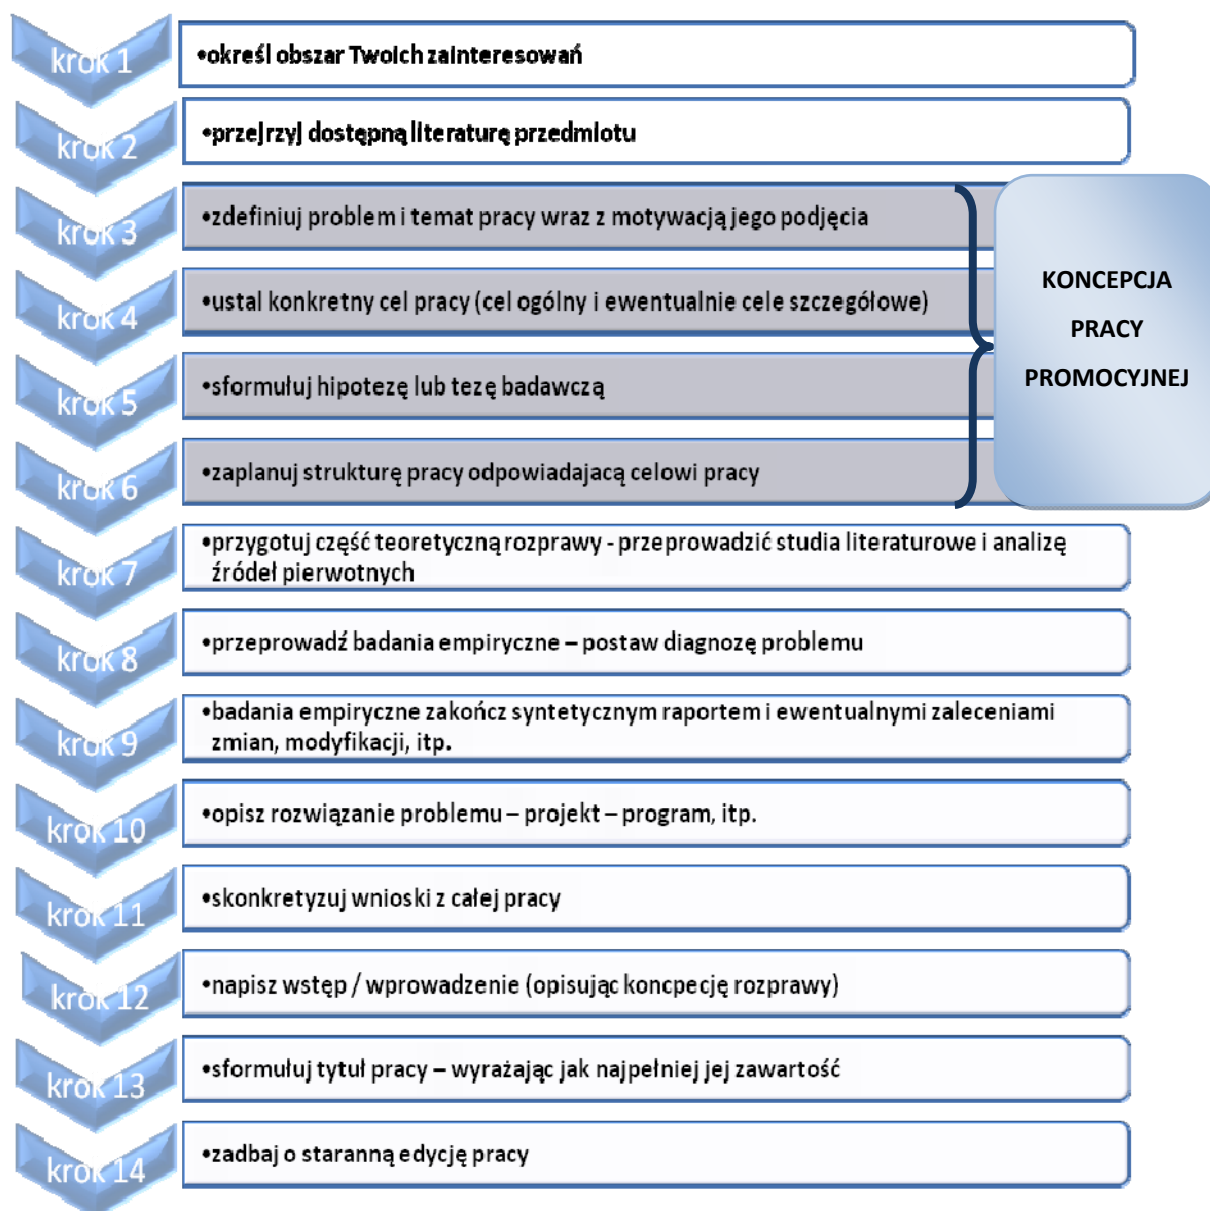 krok 1
•określ obszar Twoich zainteresowań
krok 2
•przejrzyj dostępną literaturę przedmiotu
krok 3
•zdefiniuj problem i temat pracy wraz z motywacją jego podjęcia
krok 4
•ustal konkretny cel pracy (cel ogólny i ewentualnie cele szczegółowe)
krok 5
•sformułuj hipotezę lub tezę badawczą
krok 6
•zaplanuj strukturę pracy odpowiadajacą celowi pracy
KONCEPCJA
PRACY
PROMOCYJNEJ
krok 7
•przygotuj część teoretyczną rozprawy - przeprowadzić studia literaturowe i analizę
źródeł pierwotnych
krok 8
•przeprowadź badania empiryczne – postaw diagnozę problemu
krok 9
•badania empiryczne zakończ syntetycznym raportem i ewentualnymi zaleceniami
zmian, modyfikacji, itp.
krok 10
•opisz rozwiązanie problemu – projekt – program, itp.
krok 11
•skonkretyzuj wnioski z całej pracy
krok 12
•napisz wstęp / wprowadzenie (opisując koncpecję rozprawy)
krok 13
•sformułuj tytuł pracy – wyrażając jak najpełniej jej zawartość
krok 14
•zadbaj o staranną edycję pracy